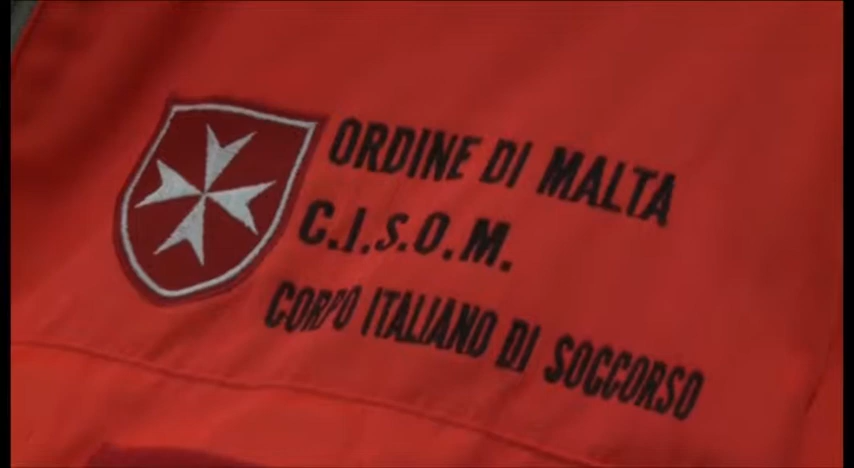 ORDINE DI MALTA
C.I.S.O.M.
CORPO ITALIANO DI SOCCORSO